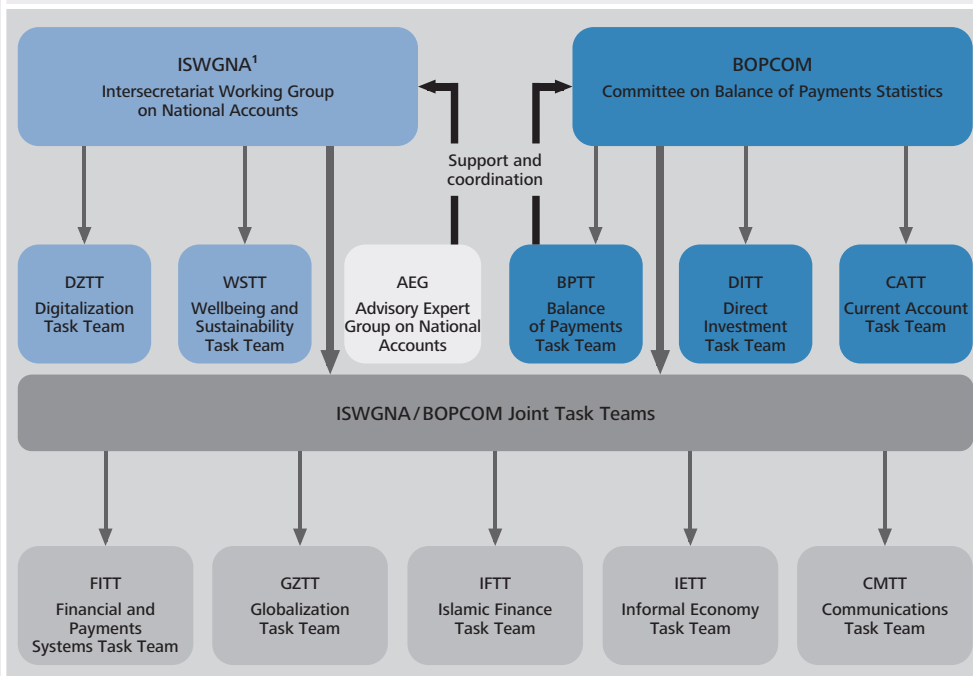 ISWGNA¹
Intersecretariat Working Group
on National Accounts
BOPCOM
Committee on Balance of Payments Statistics
Support and
coordination
DZTT
Digitalization
Task Team
WSTT
Wellbeing and
Sustainability
Task Team
AEG
Advisory Expert
Group on National
Accounts
BPTT
Balance
of Payments
Task Team
DITT
Direct
Investment
Task Team
CATT
Current Account
Task Team
ISWGNA/BOPCOM Joint Task Teams
FITT
Financial and
Payments
Systems Task Team
GZTT
Globalization
Task Team
IFTT
Islamic Finance
Task Team
IETT
Informal Economy
Task Team
CMTT
Communications
Task Team